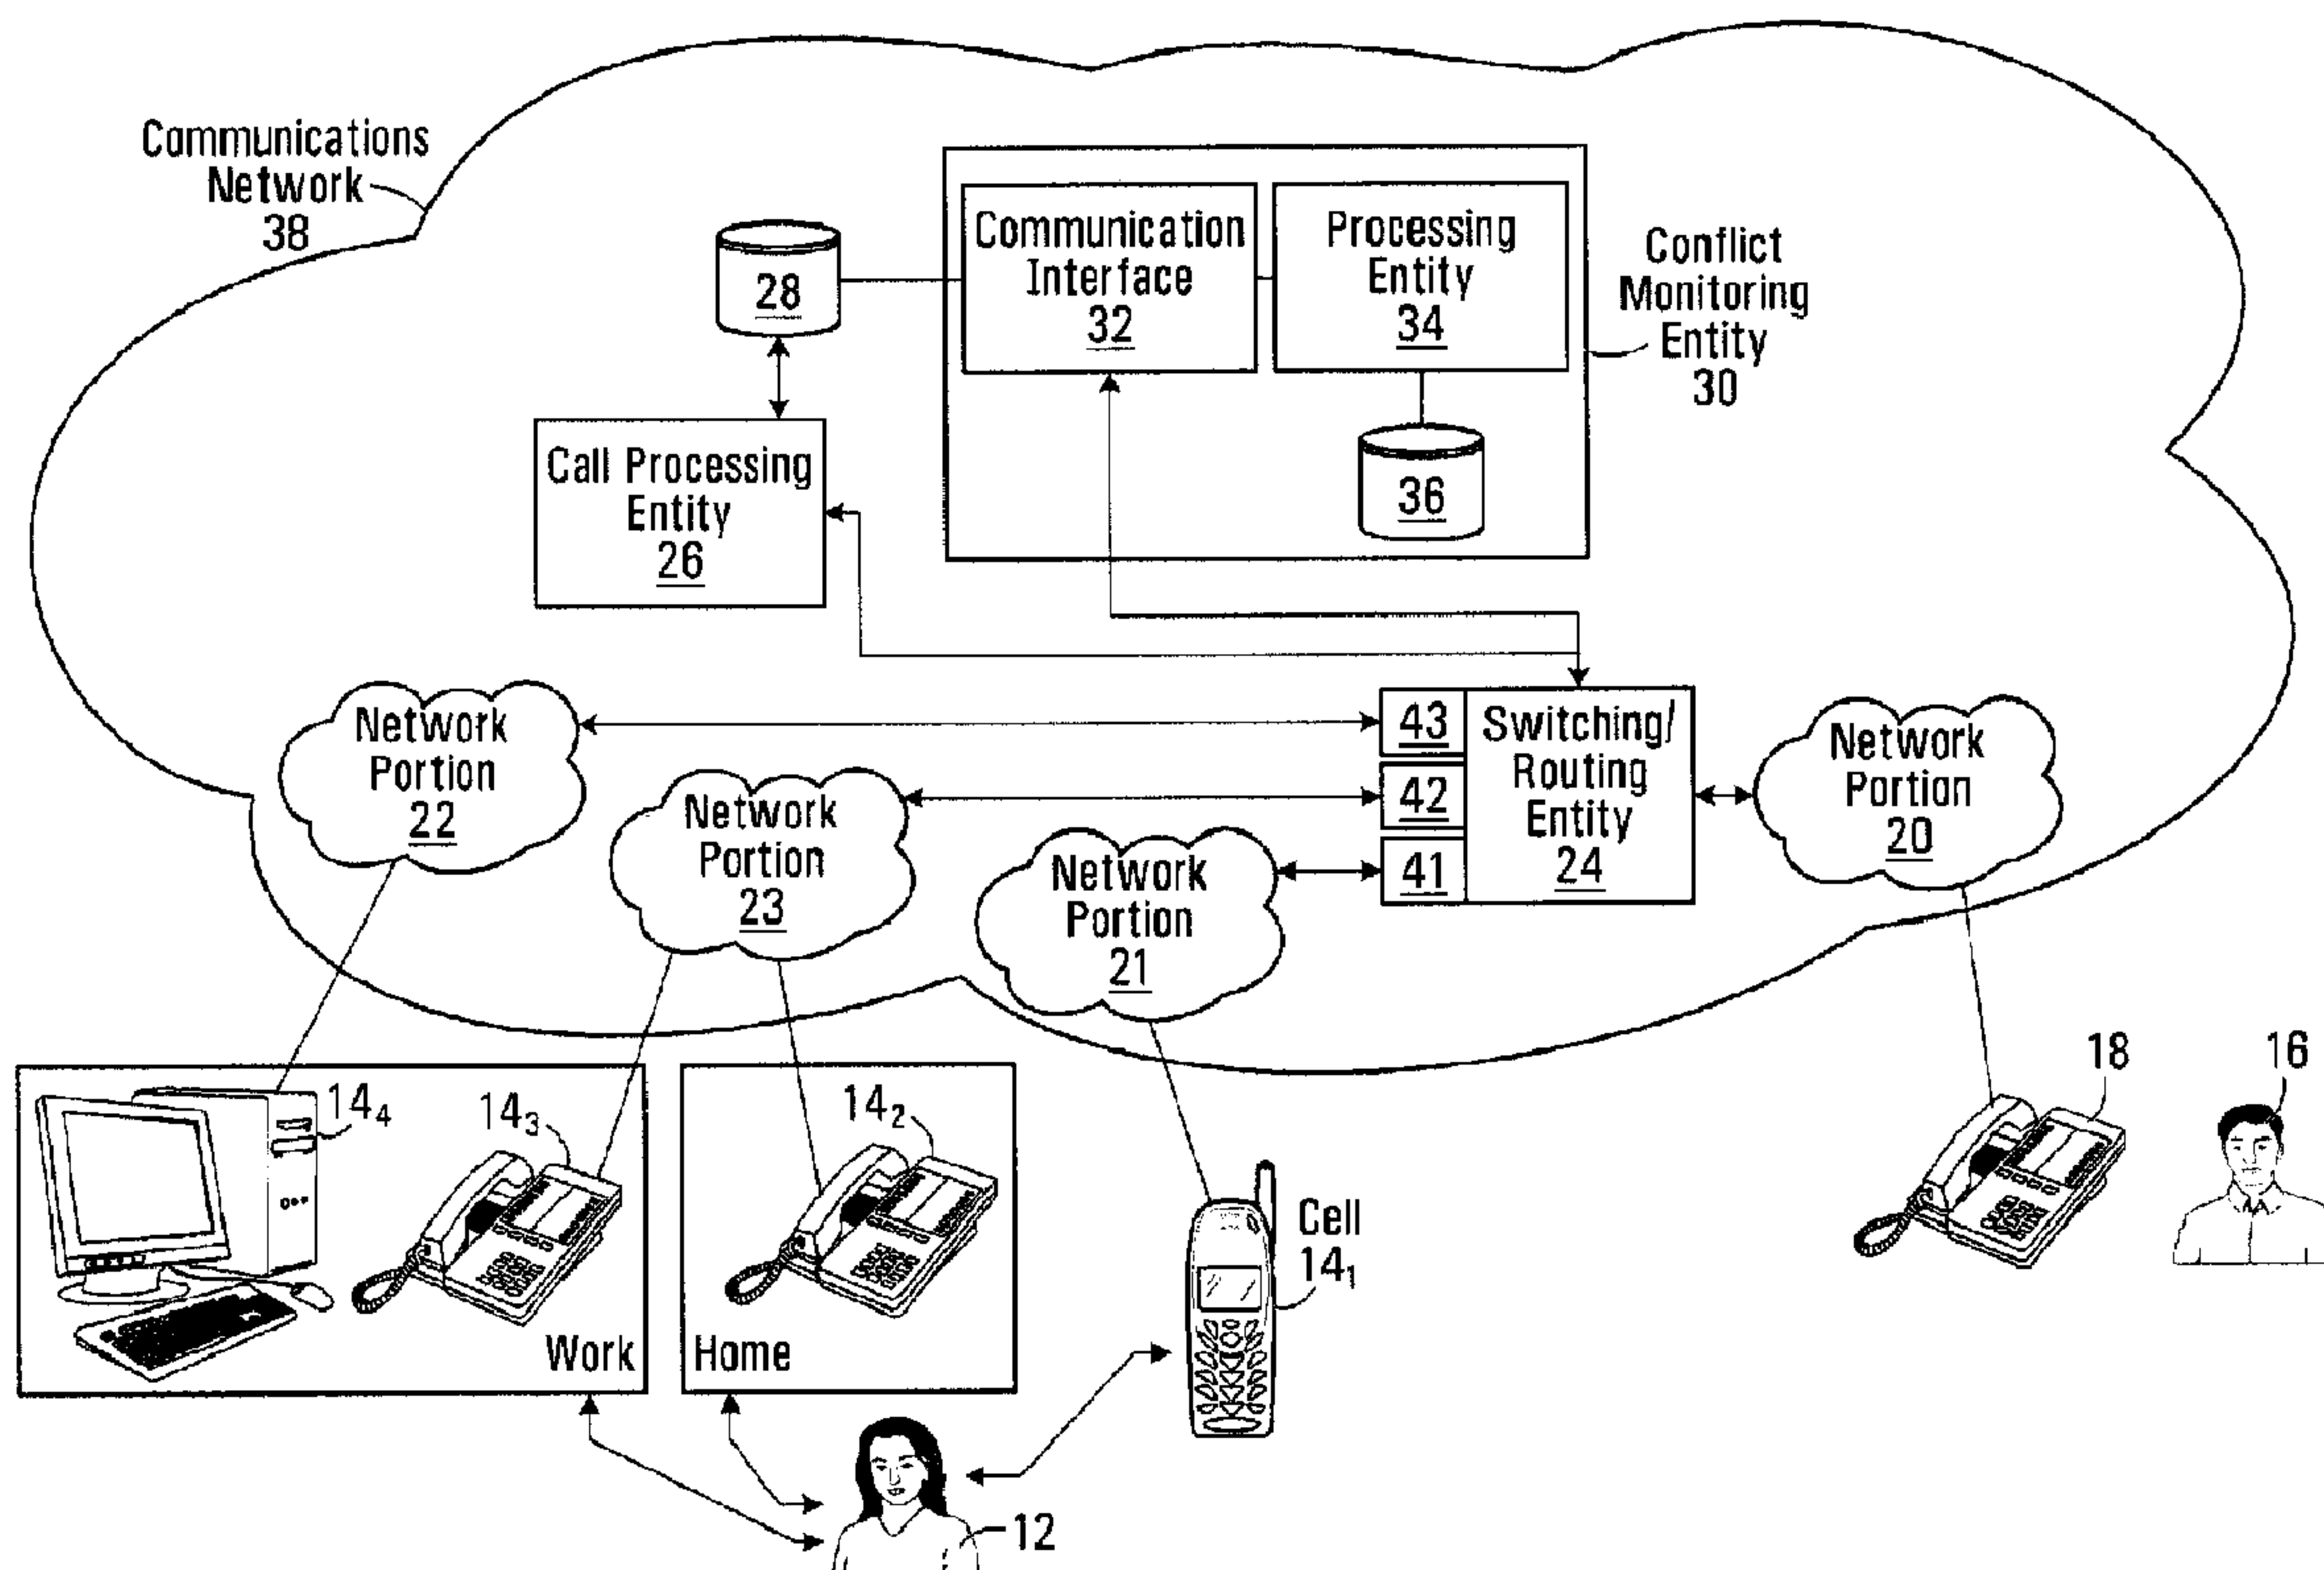 Communications
Network
38
28
Communication
Interface
32
Processing
Entity
34
Conflict
Monitoring
Entity
30
36
Call Processing
Entity
26
Network
Portion
22
Network
Portion
23
Network
Portion
21
43
42
41
Switching/
Routing
Entity
24
Network
Portion
20
14₄
14₃
Work
14₂
Home
Cell
14₁
18
16
12